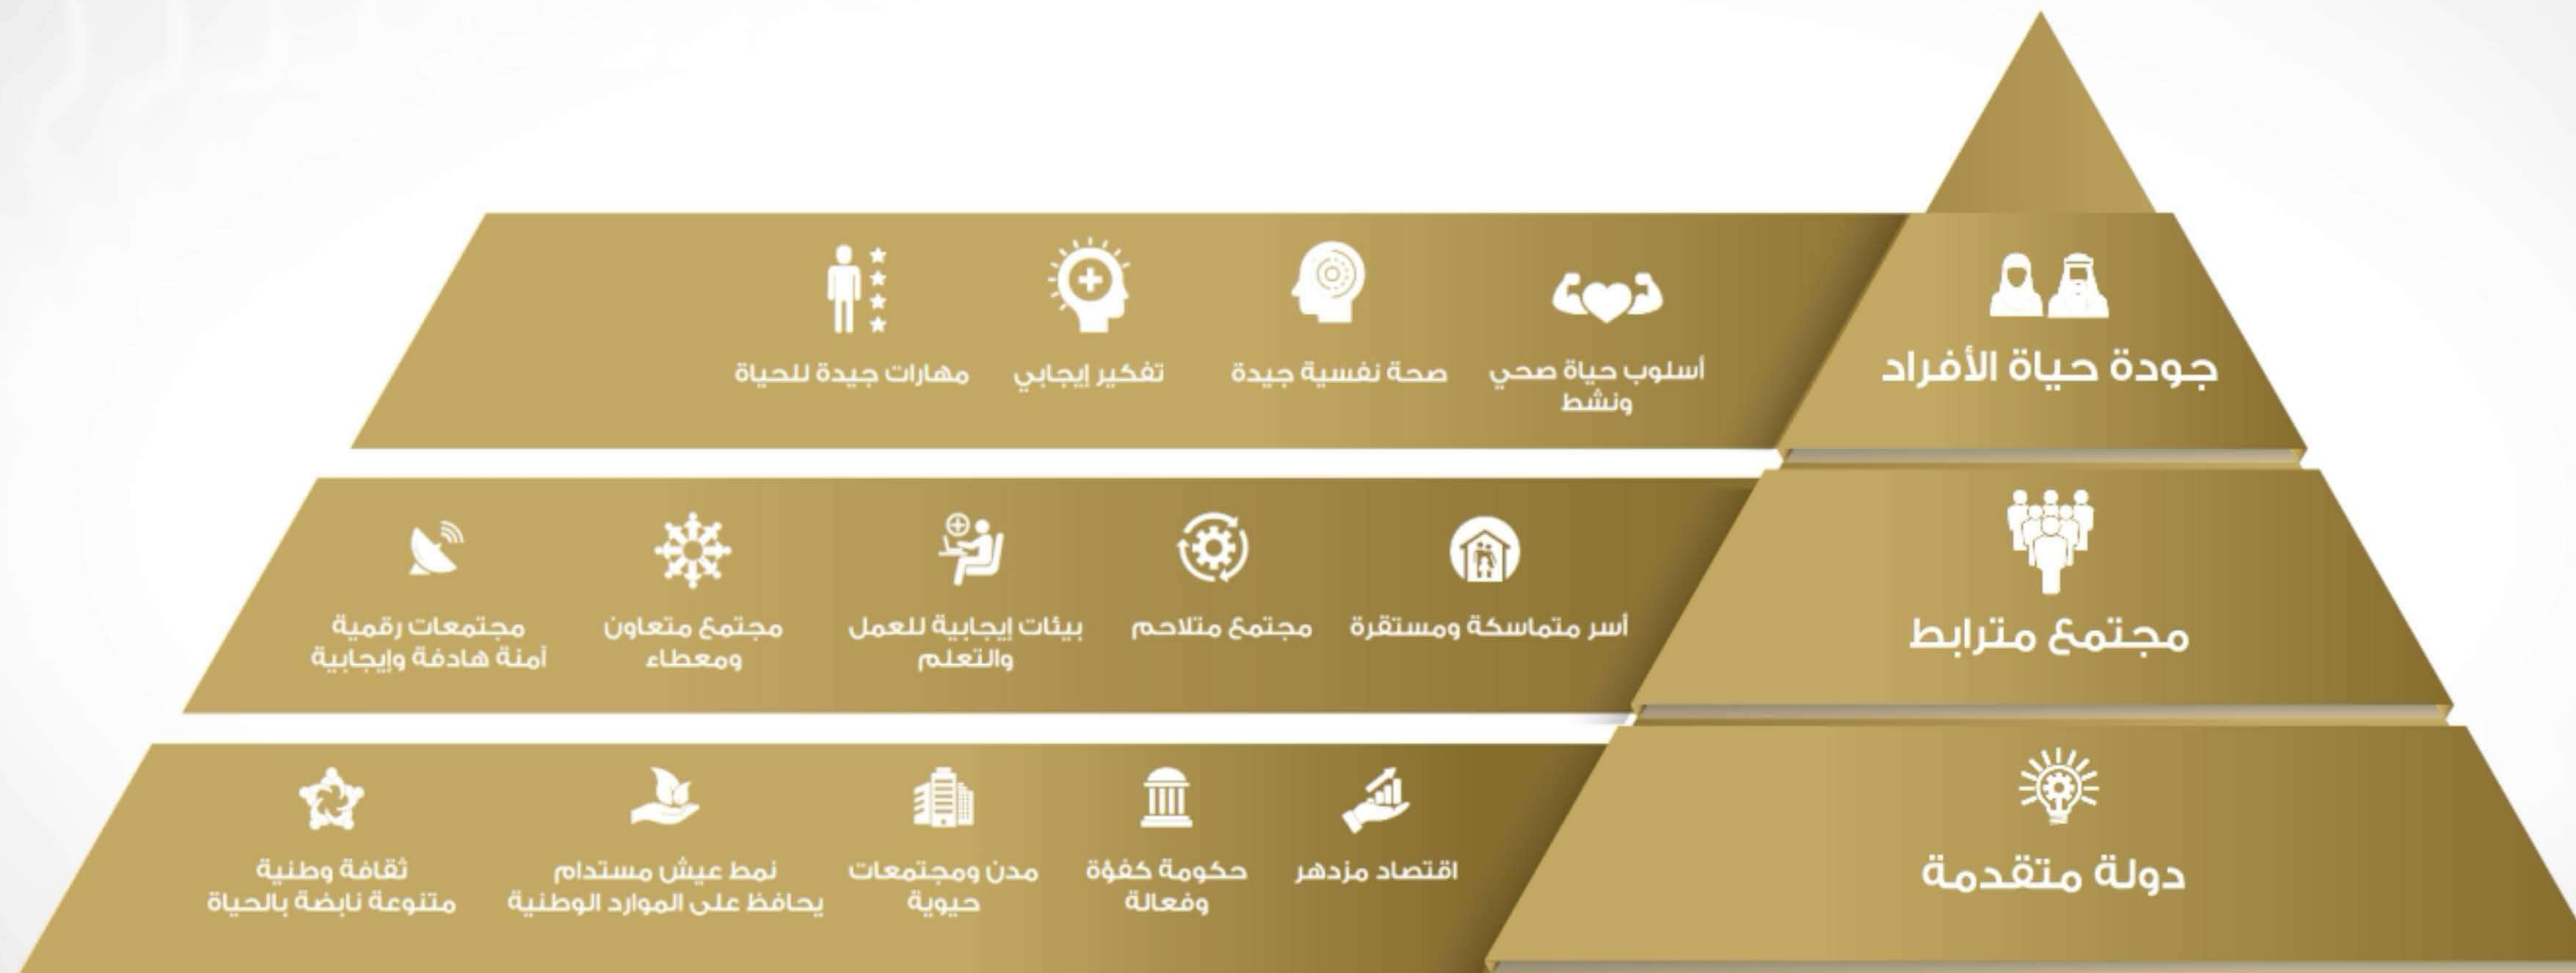 جودة حياة الأفراد
أسلوب حياة صحي
ونشط
صحة نفسية جيدة
تفكير إيجابي
مهارات جيدة للحياة
مجتمع مترابط
أسر متماسكة ومستقرة
مجتمع متلاحم
بيئات إيجابية للعمل
والتعلم
مجتمع متعاون
ومعطاء
مجتمعات رقمية
آمنة هادفة وإيجابية
دولة متقدمة
اقتصاد مزدهر
حكومة كفؤة
وفعالة
مدن ومجتمعات
حيوية
نمط عيش مستدام
يحافظ على الموارد الوطنية
ثقافة وطنية
متنوعة نابضة بالحياة